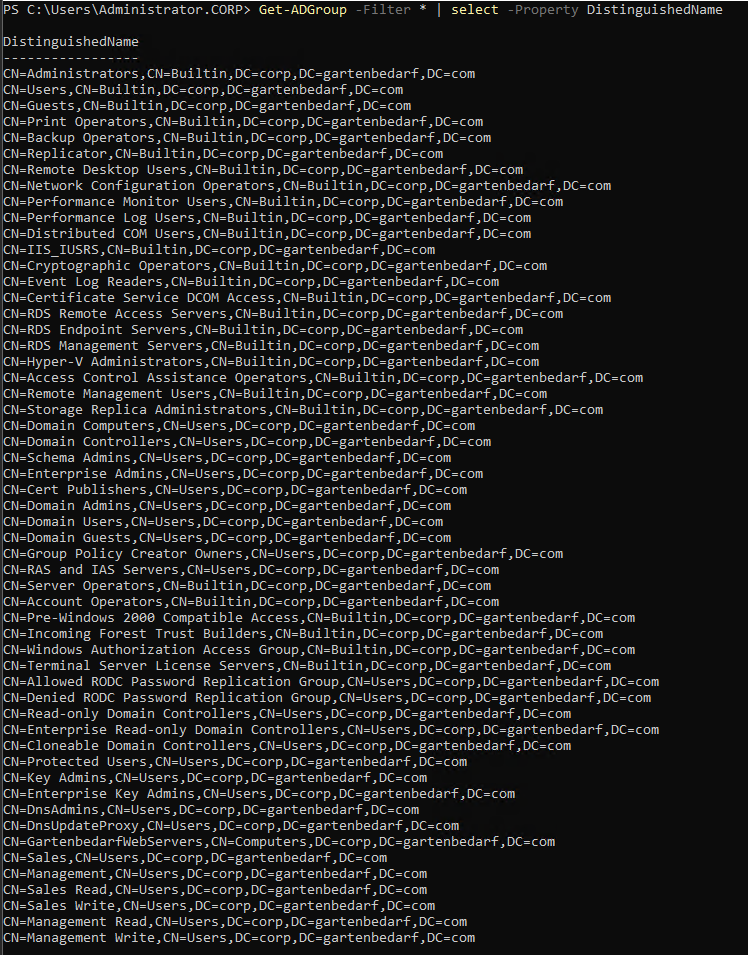 PS C:\Users\Administrator.CORP> Get-ADGroup -Filter * | select -Property DistinguishedName
DistinguishedName
-----------------
CN=Administrators,CN=Builtin,DC=corp,DC=gartenbedarf,DC=com
CN=Users,CN=Builtin,DC=corp,DC=gartenbedarf,DC=com
CN=Guests,CN=Builtin,DC=corp,DC=gartenbedarf,DC=com
CN=Print Operators,CN=Builtin,DC=corp,DC=gartenbedarf,DC=com
CN=Backup Operators,CN=Builtin,DC=corp,DC=gartenbedarf,DC=com
CN=Replicator,CN=Builtin,DC=corp,DC=gartenbedarf,DC=com
CN=Remote Desktop Users,CN=Builtin,DC=corp,DC=gartenbedarf,DC=com
CN=Network Configuration Operators,CN=Builtin,DC=corp,DC=gartenbedarf,DC=com
CN=Performance Monitor Users,CN=Builtin,DC=corp,DC=gartenbedarf,DC=com
CN=Performance Log Users,CN=Builtin,DC=corp,DC=gartenbedarf,DC=com
CN=Distributed COM Users,CN=Builtin,DC=corp,DC=gartenbedarf,DC=com
CN=IIS_IUSRS,CN=Builtin,DC=corp,DC=gartenbedarf,DC=com
CN=Cryptographic Operators,CN=Builtin,DC=corp,DC=gartenbedarf,DC=com
CN=Event Log Readers,CN=Builtin,DC=corp,DC=gartenbedarf,DC=com
CN=Certificate Service DCOM Access,CN=Builtin,DC=corp,DC=gartenbedarf,DC=com
CN=RDS Remote Access Servers,CN=Builtin,DC=corp,DC=gartenbedarf,DC=com
CN=RDS Endpoint Servers,CN=Builtin,DC=corp,DC=gartenbedarf,DC=com
CN=RDS Management Servers,CN=Builtin,DC=corp,DC=gartenbedarf,DC=com
CN=Hyper-V Administrators,CN=Builtin,DC=corp,DC=gartenbedarf,DC=com
CN=Access Control Assistance Operators,CN=Builtin,DC=corp,DC=gartenbedarf,DC=com
CN=Remote Management Users,CN=Builtin,DC=corp,DC=gartenbedarf,DC=com
CN=Storage Replica Administrators,CN=Builtin,DC=corp,DC=gartenbedarf,DC=com
CN=Domain Computers,CN=Users,DC=corp,DC=gartenbedarf,DC=com
CN=Domain Controllers,CN=Users,DC=corp,DC=gartenbedarf,DC=com
CN=Schema Admins,CN=Users,DC=corp,DC=gartenbedarf,DC=com
CN=Enterprise Admins,CN=Users,DC=corp,DC=gartenbedarf,DC=com
CN=Cert Publishers,CN=Users,DC=corp,DC=gartenbedarf,DC=com
CN=Domain Admins,CN=Users,DC=corp,DC=gartenbedarf,DC=com
CN=Domain Users,CN=Users,DC=corp,DC=gartenbedarf,DC=com
CN=Domain Guests,CN=Users,DC=corp,DC=gartenbedarf,DC=com
CN=Group Policy Creator Owners,CN=Users,DC=corp,DC=gartenbedarf,DC=com
CN=RAS and IAS Servers,CN=Users,DC=corp,DC=gartenbedarf,DC=com
CN=Server Operators,CN=Builtin,DC=corp,DC=gartenbedarf,DC=com
CN=Account Operators,CN=Builtin,DC=corp,DC=gartenbedarf,DC=com
CN=Pre-Windows 2000 Compatible Access,CN=Builtin,DC=corp,DC=gartenbedarf,DC=com
CN=Incoming Forest Trust Builders,CN=Builtin,DC=corp,DC=gartenbedarf,DC=com
CN=Windows Authorization Access Group,CN=Builtin,DC=corp,DC=gartenbedarf,DC=com
CN=Terminal Server License Servers,CN=Builtin,DC=corp,DC=gartenbedarf,DC=com
CN=Allowed RODC Password Replication Group,CN=Users,DC=corp,DC=gartenbedarf,DC=com
CN=Denied RODC Password Replication Group,CN=Users,DC=corp,DC=gartenbedarf,DC=com
CN=Read-only Domain Controllers,CN=Users,DC=corp,DC=gartenbedarf,DC=com
CN=Enterprise Read-only Domain Controllers,CN=Users,DC=corp,DC=gartenbedarf,DC=com
CN=Cloneable Domain Controllers,CN=Users,DC=corp,DC=gartenbedarf,DC=com
CN=Protected Users,CN=Users,DC=corp,DC=gartenbedarf,DC=com
CN=Key Admins,CN=Users,DC=corp,DC=gartenbedarf,DC=com
CN=Enterprise Key Admins,CN=Users,DC=corp,DC=gartenbedarf,DC=com
CN=DnsAdmins,CN=Users,DC=corp,DC=gartenbedarf,DC=com
CN=DnsUpdateProxy,CN=Users,DC=corp,DC=gartenbedarf,DC=com
CN=GartenbedarfWebServers,CN=Computers,DC=corp,DC=gartenbedarf,DC=com
CN=Sales,CN=Users,DC=corp,DC=gartenbedarf,DC=com
CN=Management,CN=Users,DC=corp,DC=gartenbedarf,DC=com
CN=Sales Read,CN=Users,DC=corp,DC=gartenbedarf,DC=com
CN=Sales Write,CN=Users,DC=corp,DC=gartenbedarf,DC=com
CN=Management Read,CN=Users,DC=corp,DC=gartenbedarf,DC=com
CN=Management Write,CN=Users,DC=corp,DC=gartenbedarf,DC=com